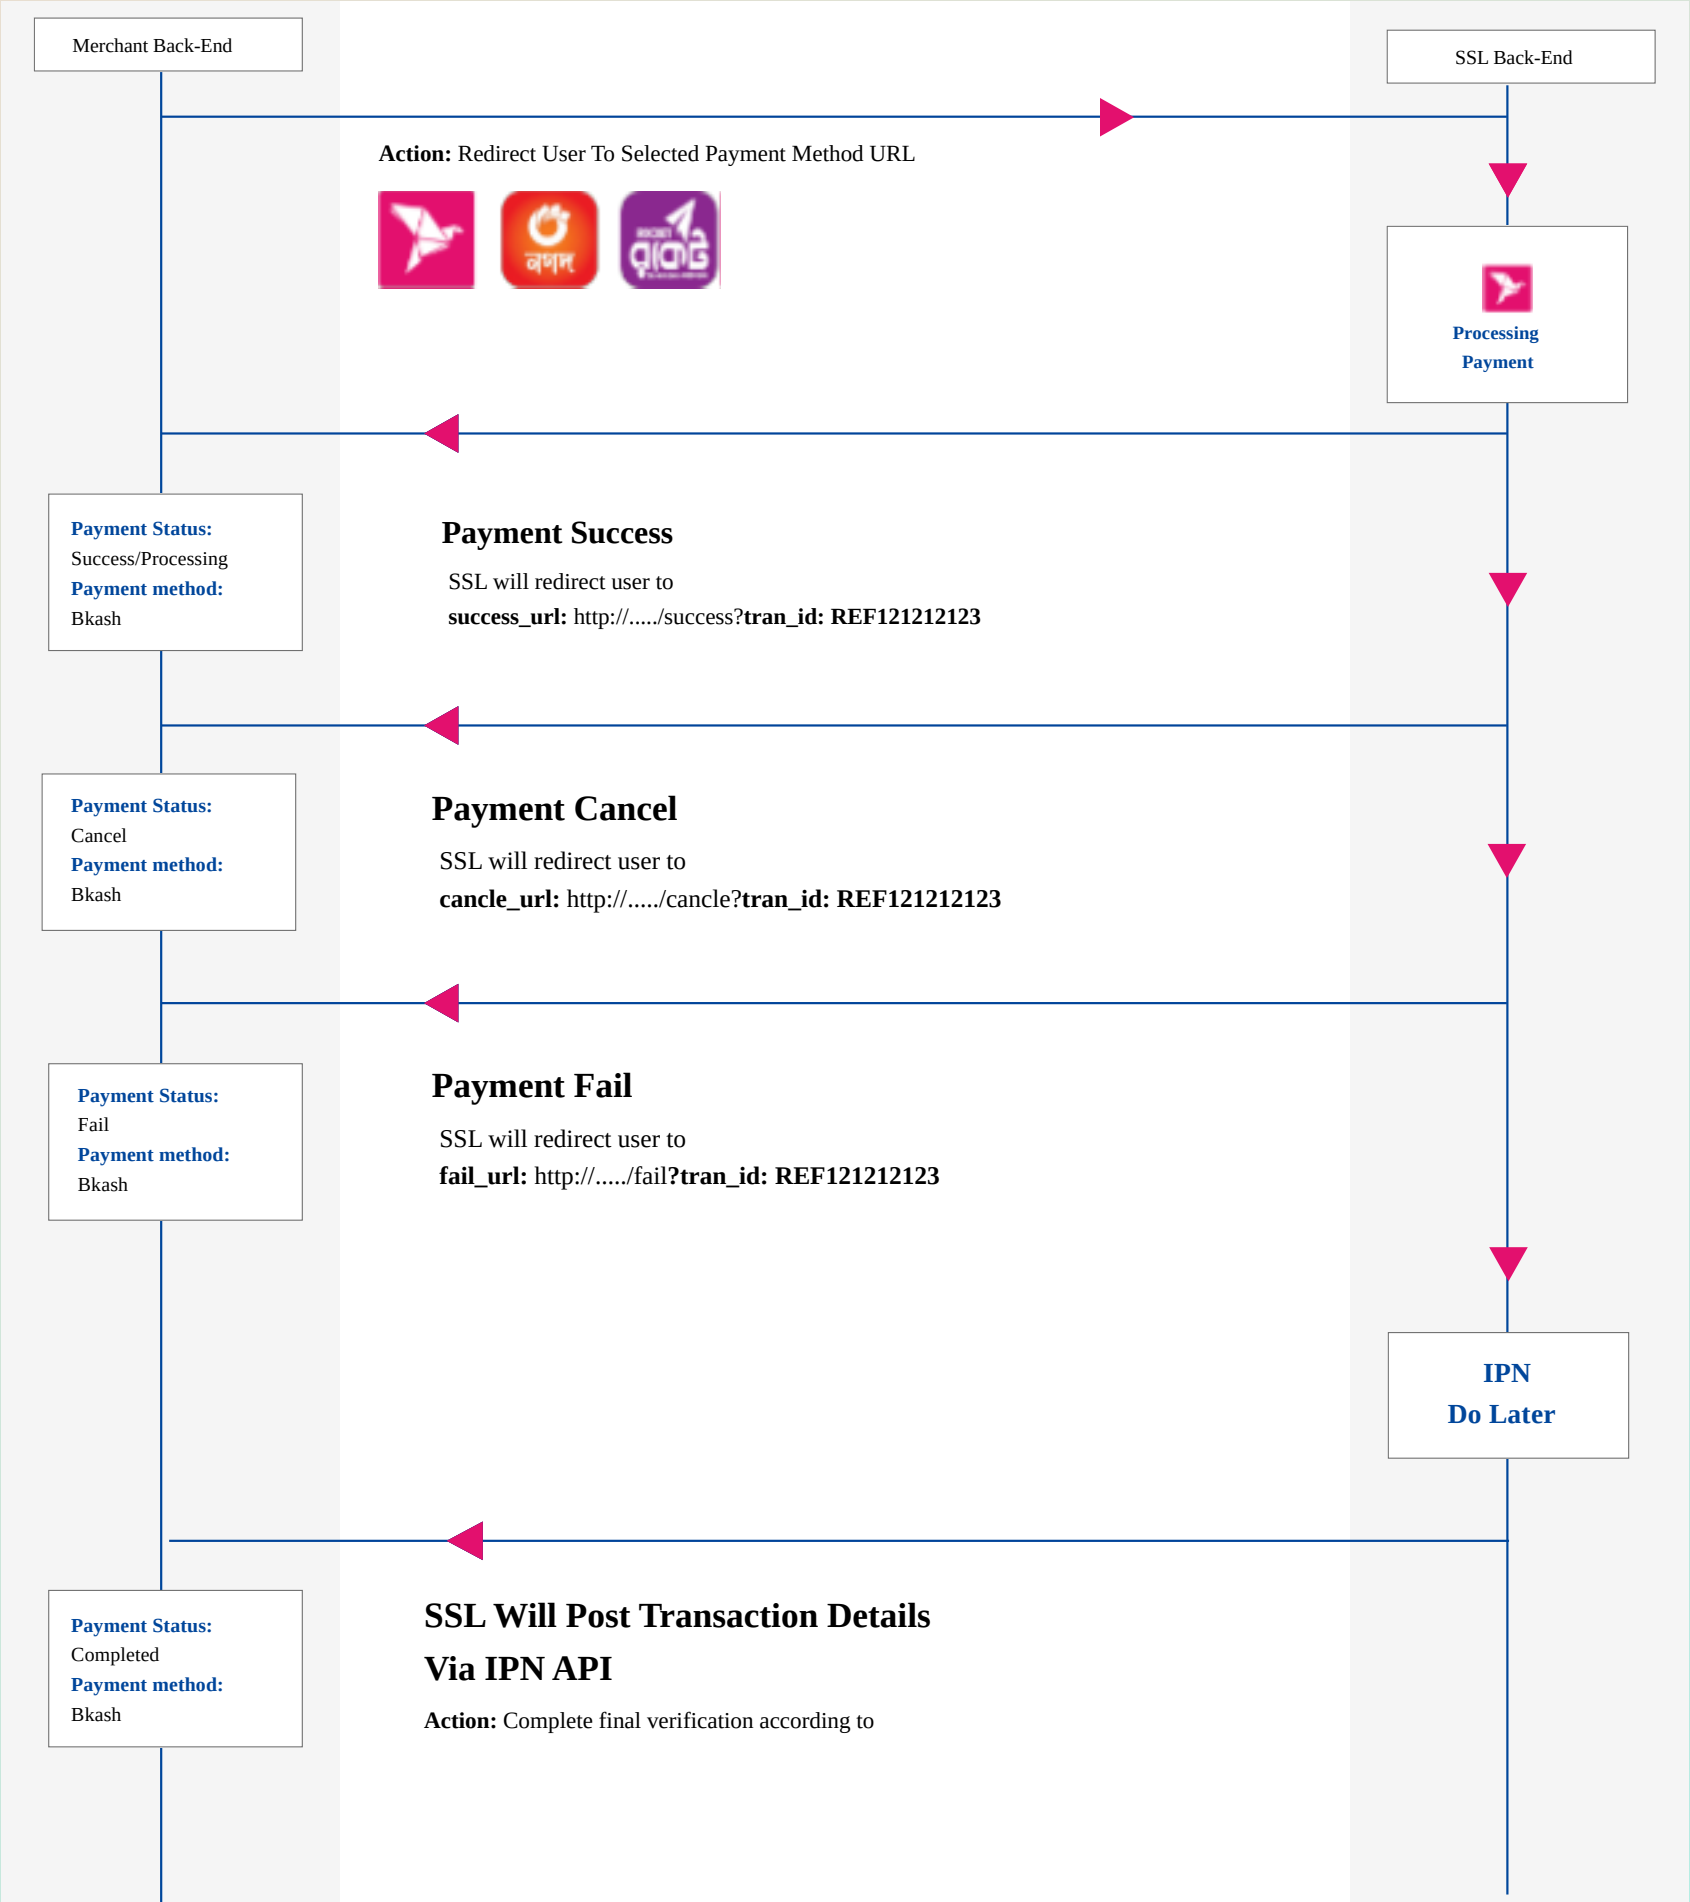 Merchant Back-End
SSL Back-End
Action: Redirect User To Selected Payment Method URL
নগদ
ROCKET
রকেট
Processing
Payment
Payment Status:
Success/Processing
Payment method:
Bkash
Payment Success
SSL will redirect user to
success_url: http://...../success?tran_id: REF121212123
Payment Status:
Cancel
Payment method:
Bkash
Payment Cancel
SSL will redirect user to
cancle_url: http://...../cancle?tran_id: REF121212123
Payment Status:
Fail
Payment method:
Bkash
Payment Fail
SSL will redirect user to
fail_url: http://...../fail?tran_id: REF121212123
IPN
Do Later
Payment Status:
Completed
Payment method:
Bkash
SSL Will Post Transaction Details
Via IPN API
Action: Complete final verification according to